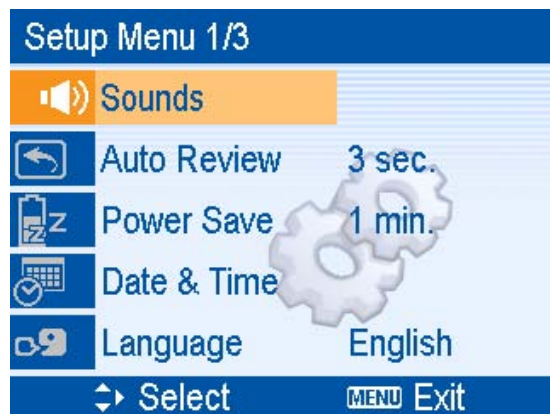 Setup Menu 1/3
Sounds
Auto Review 3 sec.
Power Save 1 min.
Date & Time
Language English
Select MENU Exit